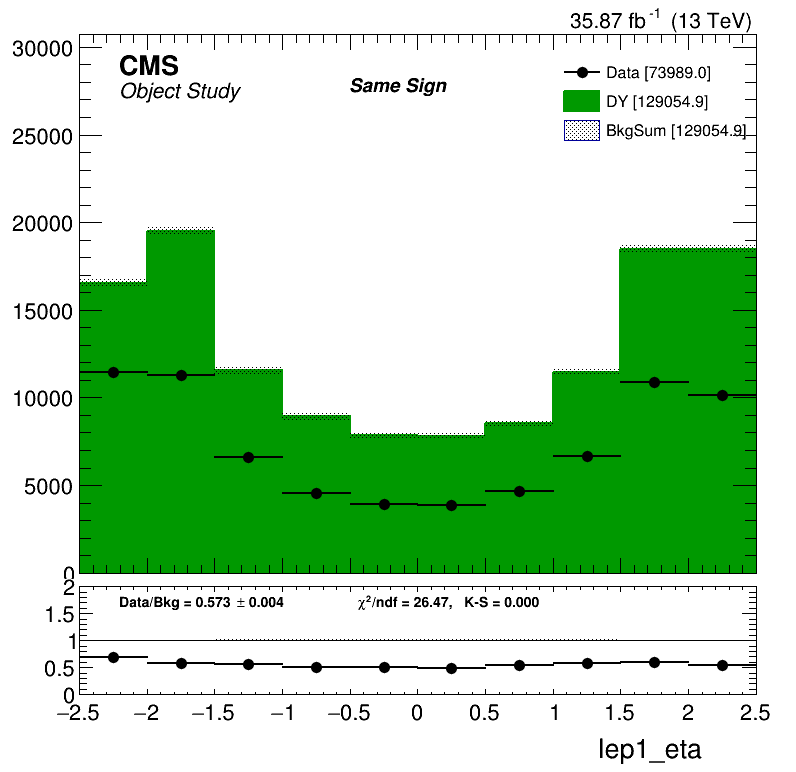 35.87 fb⁻¹ (13 TeV)
CMS
Object Study
Same Sign
Data [73989.0]
DY [129054.9]
BkgSum [129054.9]
30000
25000
20000
15000
10000
5000
0
Data/Bkg = 0.573 ± 0.004
χ²/ndf = 26.47, K-S = 0.000
2
1.5
1
0.5
0
−2.5 −2 −1.5 −1 −0.5 0 0.5 1 1.5 2 2.5
lep1_eta